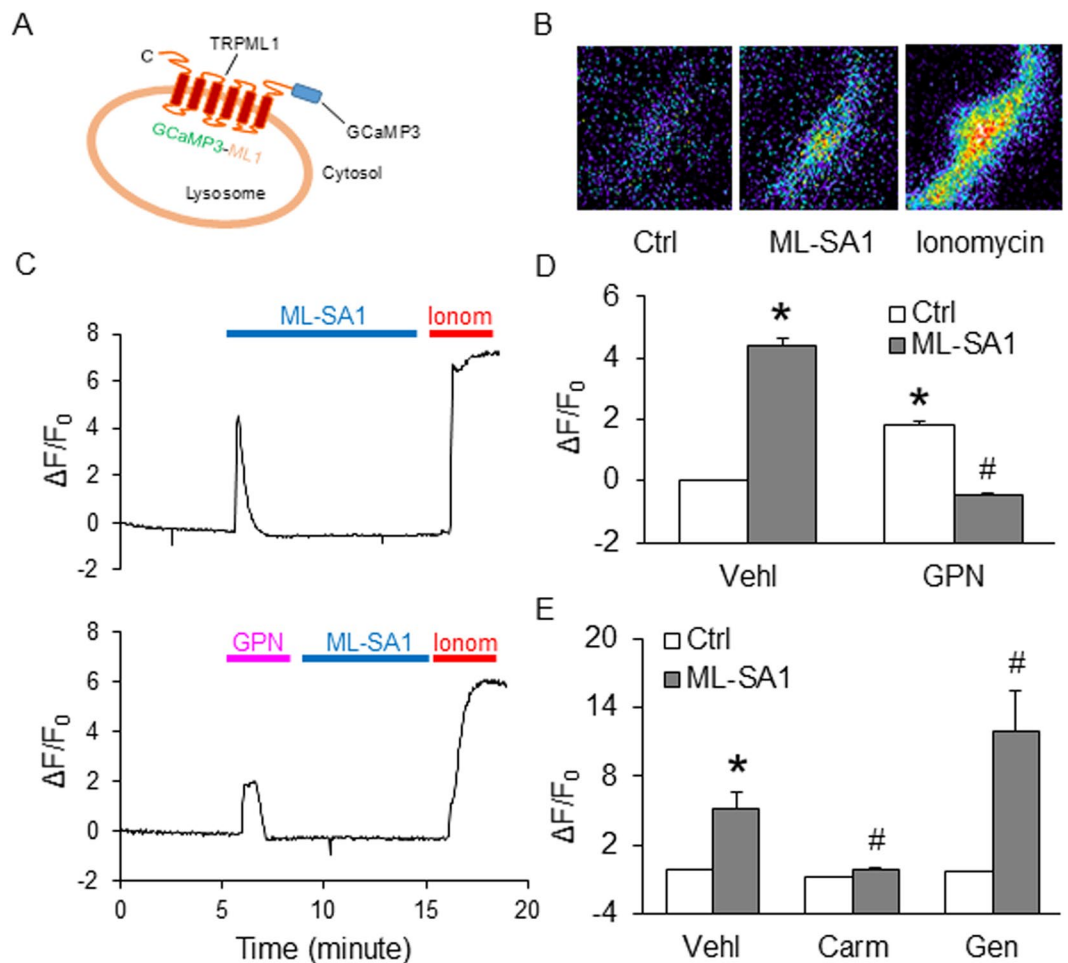 A
TRPML1
C
GCaMP3
GCaMP3-ML1
Cytosol
Lysosome
B
Ctrl
ML-SA1
Ionomycin
C
ML-SA1
Ionom
8
6
4
2
0
-2
ΔF/F0
GPN
ML-SA1
Ionom
8
6
4
2
0
-2
ΔF/F0
0
5
10
15
20
Time (minute)
D
6
4
2
0
-2
ΔF/F0
Ctrl
ML-SA1
*
*
#
Vehl
GPN
E
20
14
8
2
-4
ΔF/F0
Ctrl
ML-SA1
*
#
#
Vehl
Carm
Gen